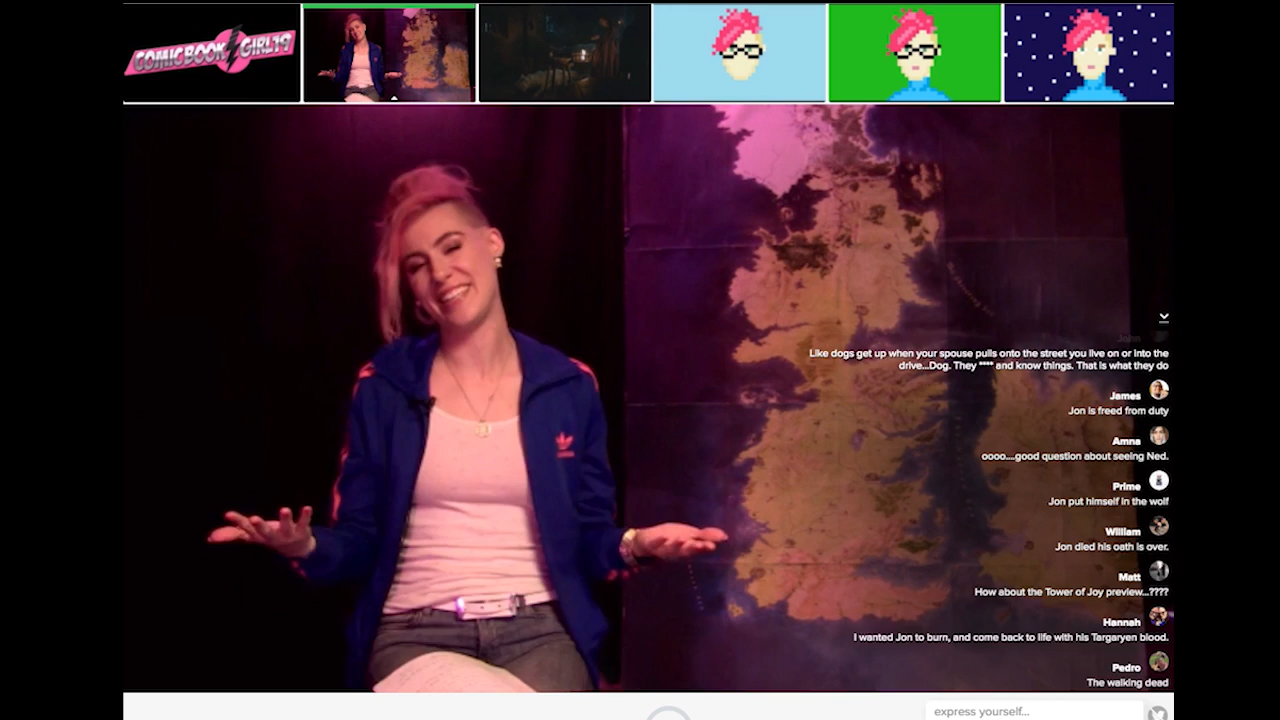 COMICBOOK GIRL19
Like dogs get up when your spouse pulls onto the street you live on or into the
drive...Dog. They **** and know things. That is what they do
James
Jon is freed from duty
Amna
oooo....good question about seeing Ned.
Prime
Jon put himself in the wolf
William
Jon died his oath is over.
Matt
How about the Tower of Joy preview...????
Hannah
I wanted Jon to burn, and come back to life with his Targaryen blood.
Pedro
The walking dead
express yourself...